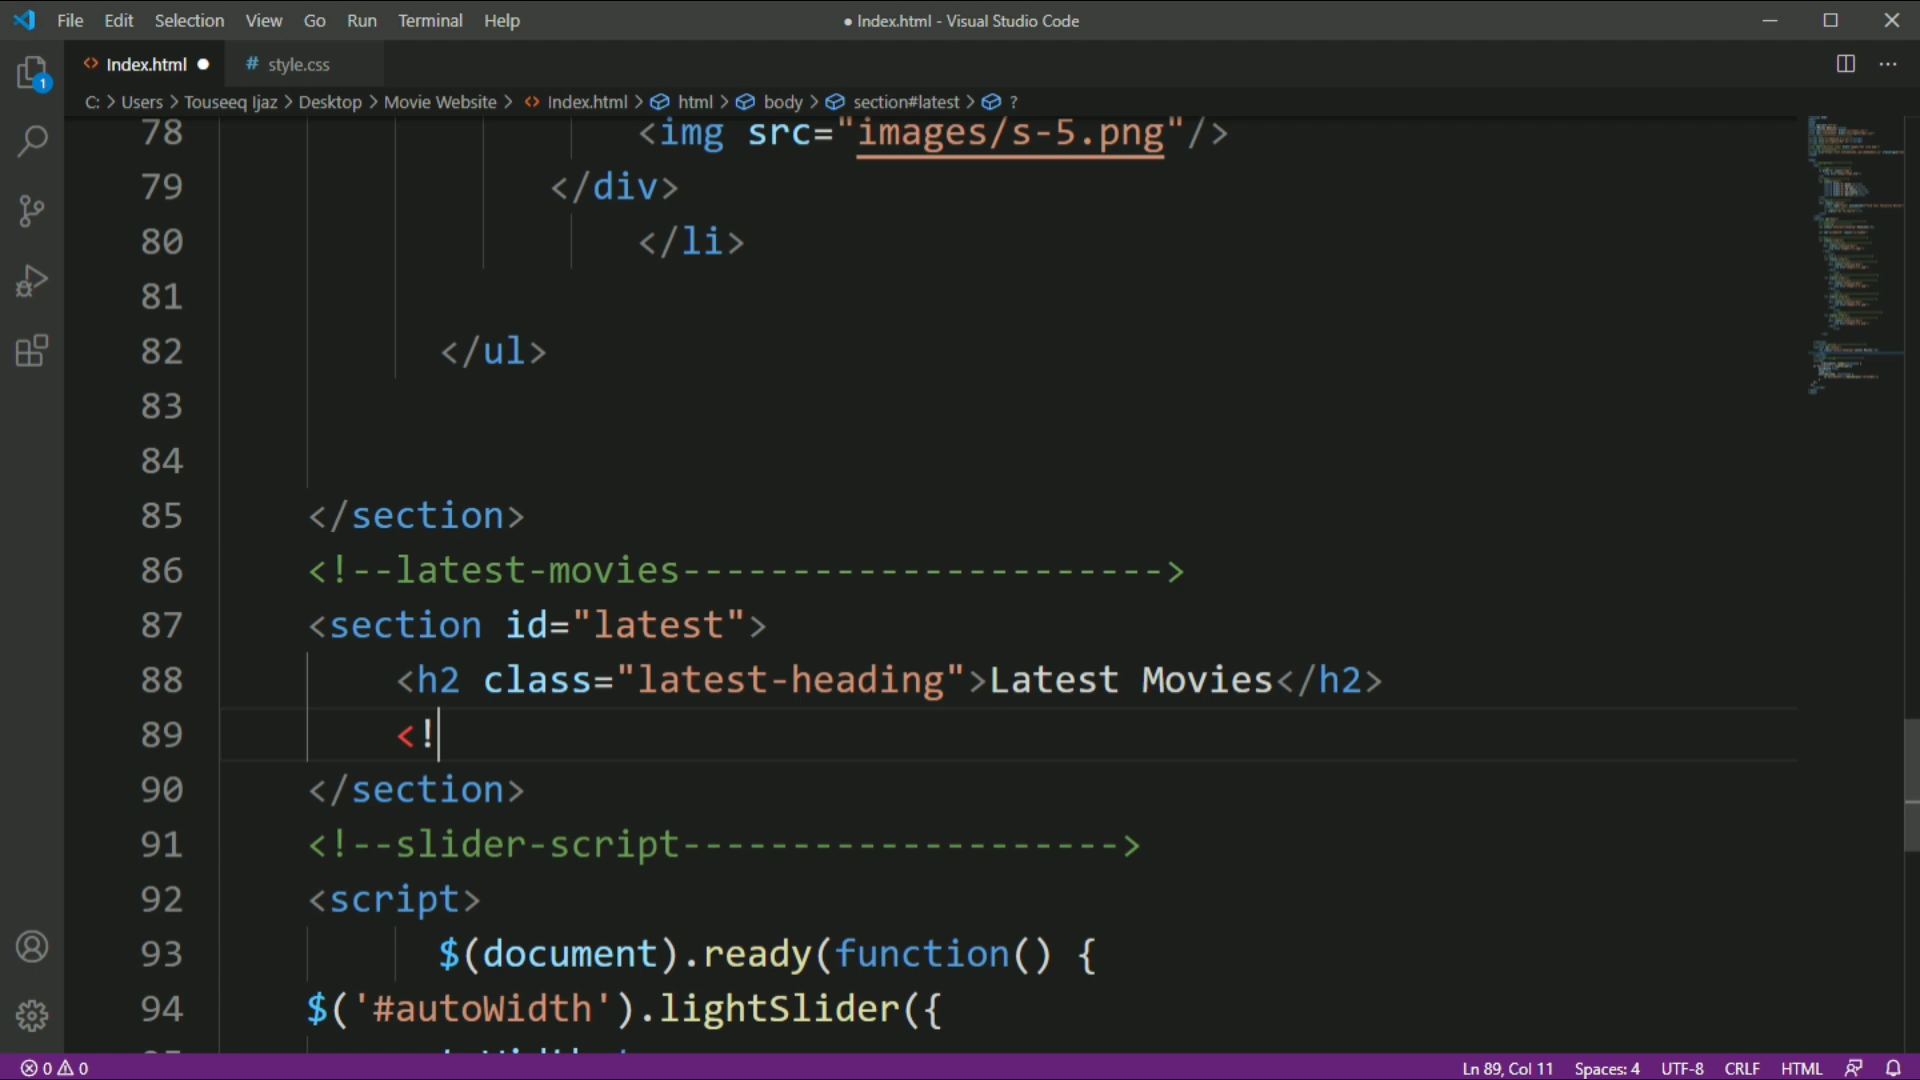 File Edit Selection View Go Run Terminal Help
● Index.html - Visual Studio Code
1
<> Index.html ●
# style.css
C: > Users > Touseeq Ijaz > Desktop > Movie Website > <> Index.html > html > body > section#latest > ?
78 <img src="images/s-5.png"/>
79 </div>
80 </li>
81
82 </ul>
83
84
85 </section>
86 <!--latest-movies---------------------->
87 <section id="latest">
88 <h2 class="latest-heading">Latest Movies</h2>
89 <!
90 </section>
91 <!--slider-script-------------------->
92 <script>
93 $(document).ready(function() {
94 $('#autoWidth').lightSlider({
0 0
Ln 89, Col 11 Spaces: 4 UTF-8 CRLF HTML